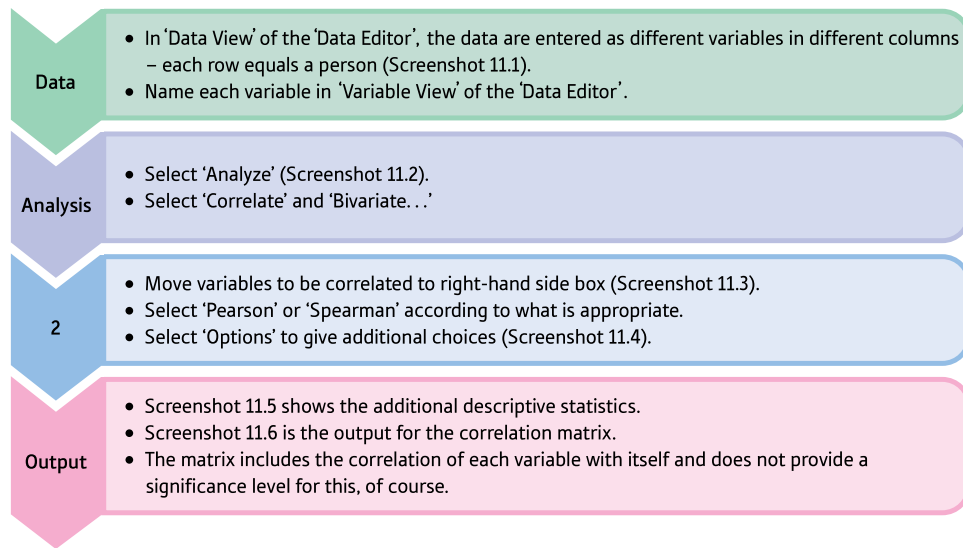 Data
• In ‘Data View’ of the ‘Data Editor’, the data are entered as different variables in different columns
– each row equals a person (Screenshot 11.1).
• Name each variable in ‘Variable View’ of the ‘Data Editor’.
Analysis
• Select ‘Analyze’ (Screenshot 11.2).
• Select ‘Correlate’ and ‘Bivariate. . .’
2
• Move variables to be correlated to right-hand side box (Screenshot 11.3).
• Select ‘Pearson’ or ‘Spearman’ according to what is appropriate.
• Select ‘Options’ to give additional choices (Screenshot 11.4).
Output
• Screenshot 11.5 shows the additional descriptive statistics.
• Screenshot 11.6 is the output for the correlation matrix.
• The matrix includes the correlation of each variable with itself and does not provide a
significance level for this, of course.